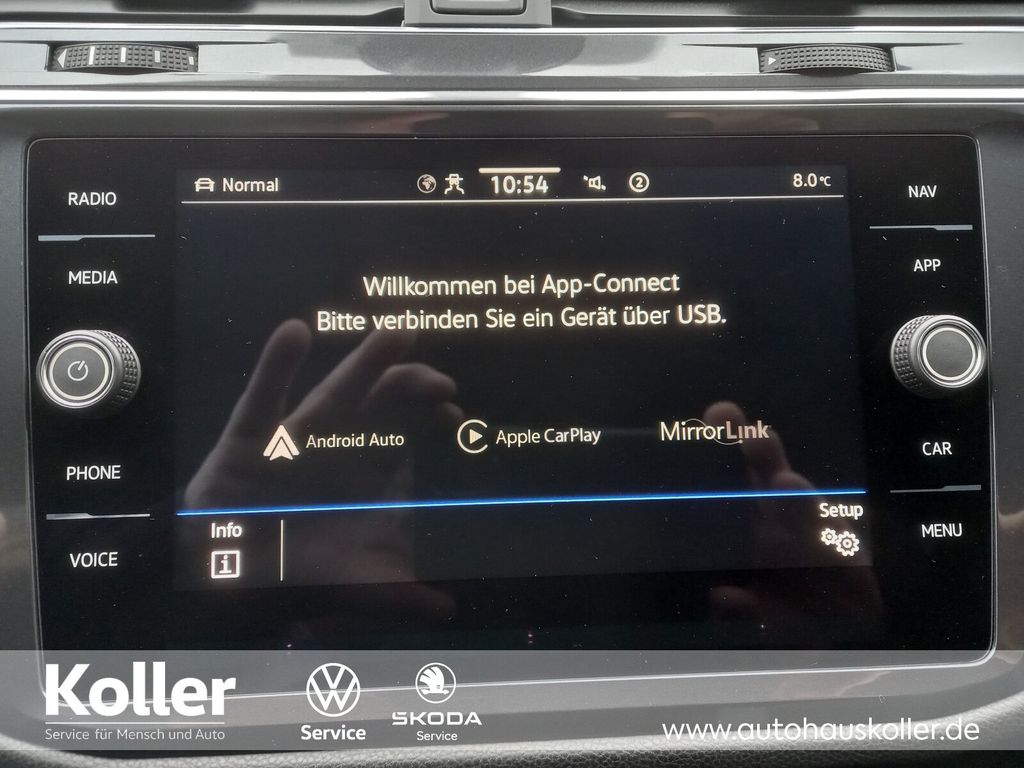 RADIO
MEDIA
PHONE
VOICE
Normal
10:54
2
8.0°C
Willkommen bei App-Connect
Bitte verbinden Sie ein Gerät über USB.
Android Auto
Apple CarPlay
MirrorLink
Info
i
Setup
NAV
APP
CAR
MENU
Koller
Service für Mensch und Auto
Service
SKODA
Service
www.autohauskoller.de